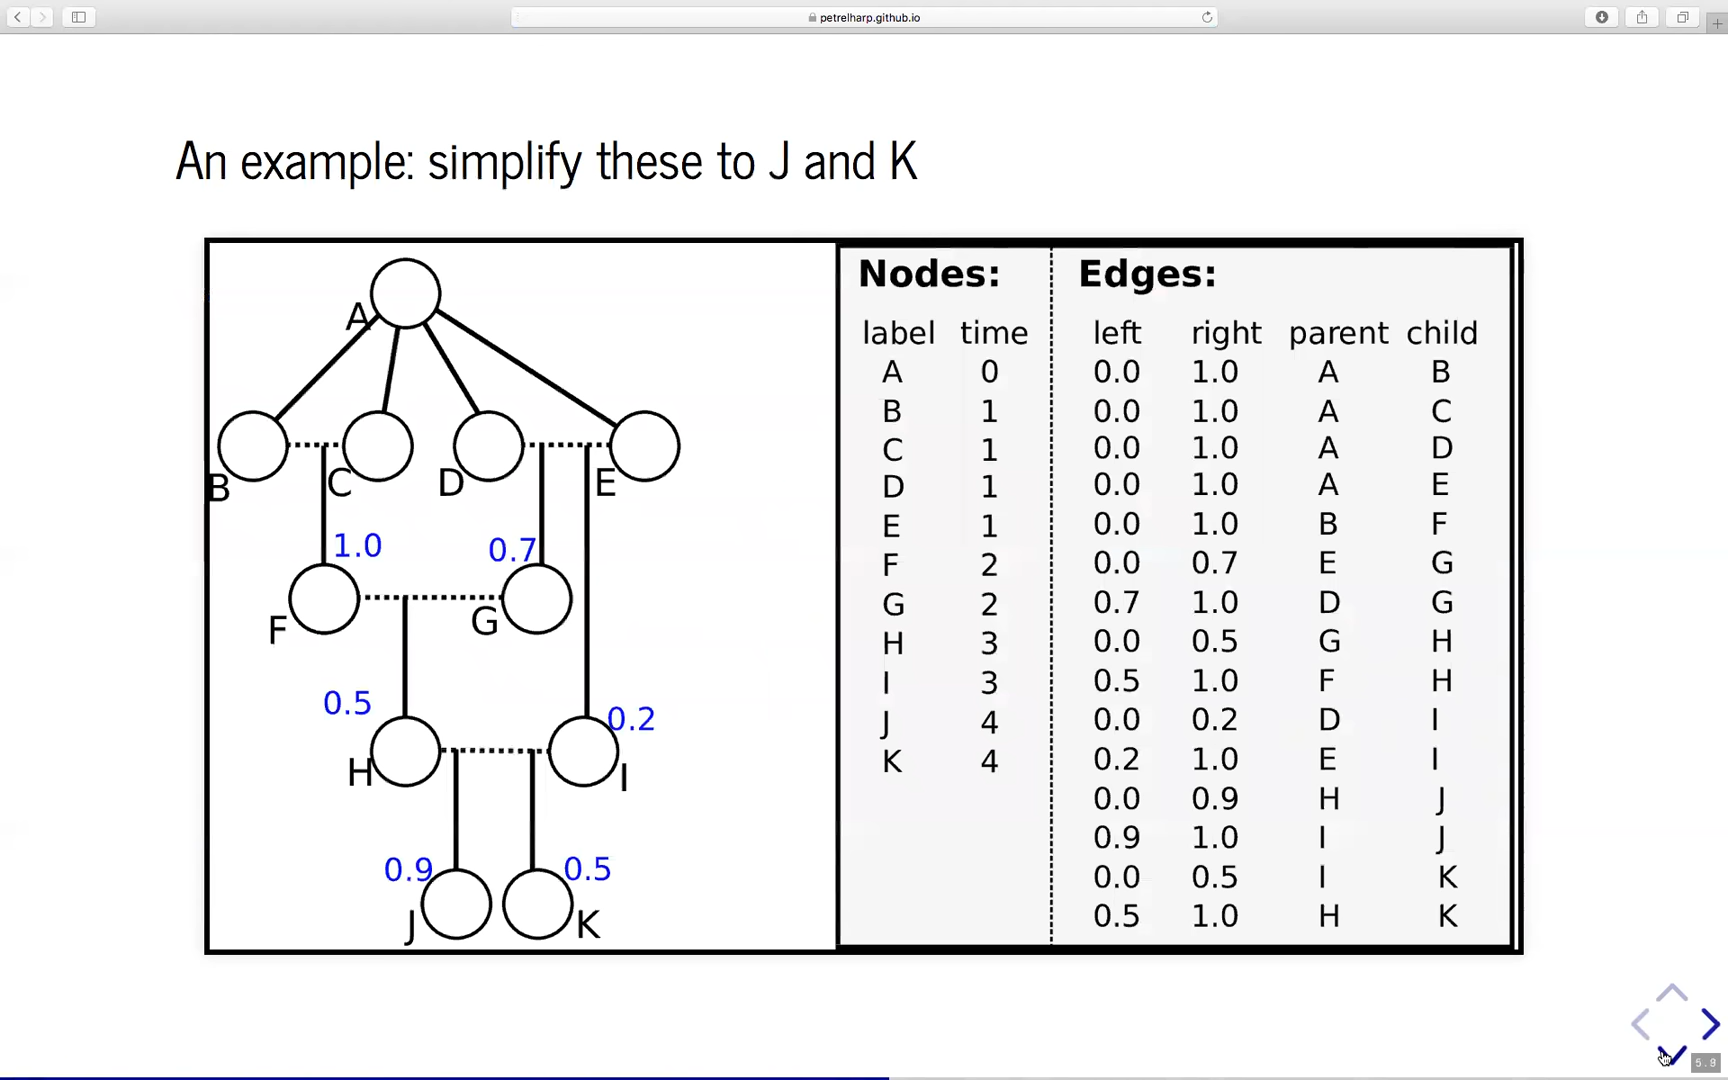 petrelharp.github.io
An example: simplify these to J and K
A
B
C
D
E
1.0
0.7
F
G
0.5
0.2
H
I
0.9
0.5
J
K
Nodes:
label time
A 0
B 1
C 1
D 1
E 1
F 2
G 2
H 3
I 3
J 4
K 4
Edges:
left right parent child
0.0 1.0 A B
0.0 1.0 A C
0.0 1.0 A D
0.0 1.0 A E
0.0 1.0 B F
0.0 0.7 E G
0.7 1.0 D G
0.0 0.5 G H
0.5 1.0 F H
0.0 0.2 D I
0.2 1.0 E I
0.0 0.9 H J
0.9 1.0 I J
0.0 0.5 I K
0.5 1.0 H K
5.9